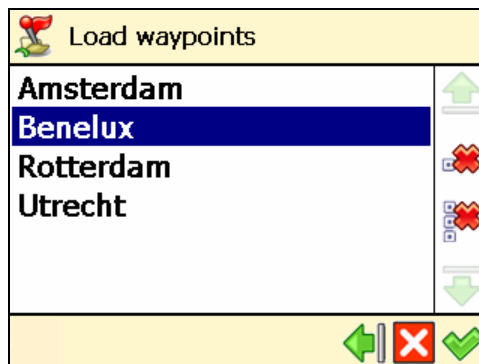 Load waypoints
Amsterdam
Benelux
Rotterdam
Utrecht